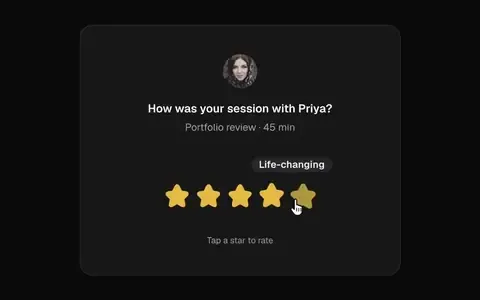 How was your session with Priya?
Portfolio review · 45 min
Life-changing
Tap a star to rate